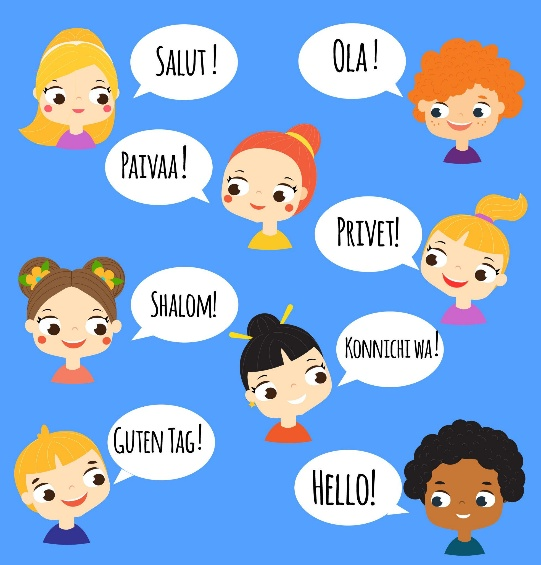 Salut!
Ola!
Paivaa!
Privet!
Shalom!
Konnichi wa!
Guten Tag!
Hello!